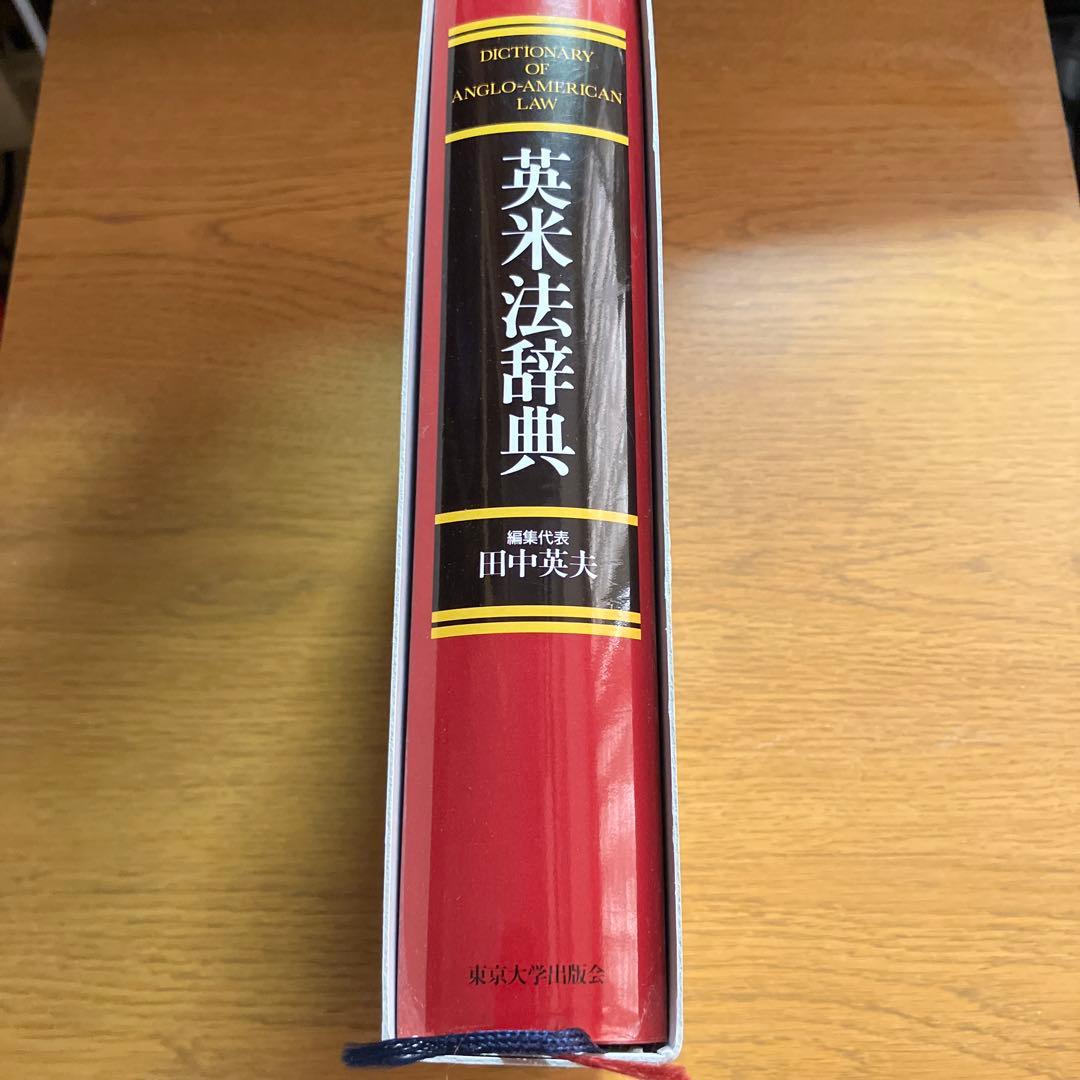 DICTIONARY
OF
ANGLO-AMERICAN
LAW
英米法辞典
編集代表
田中英夫
東京大学出版会